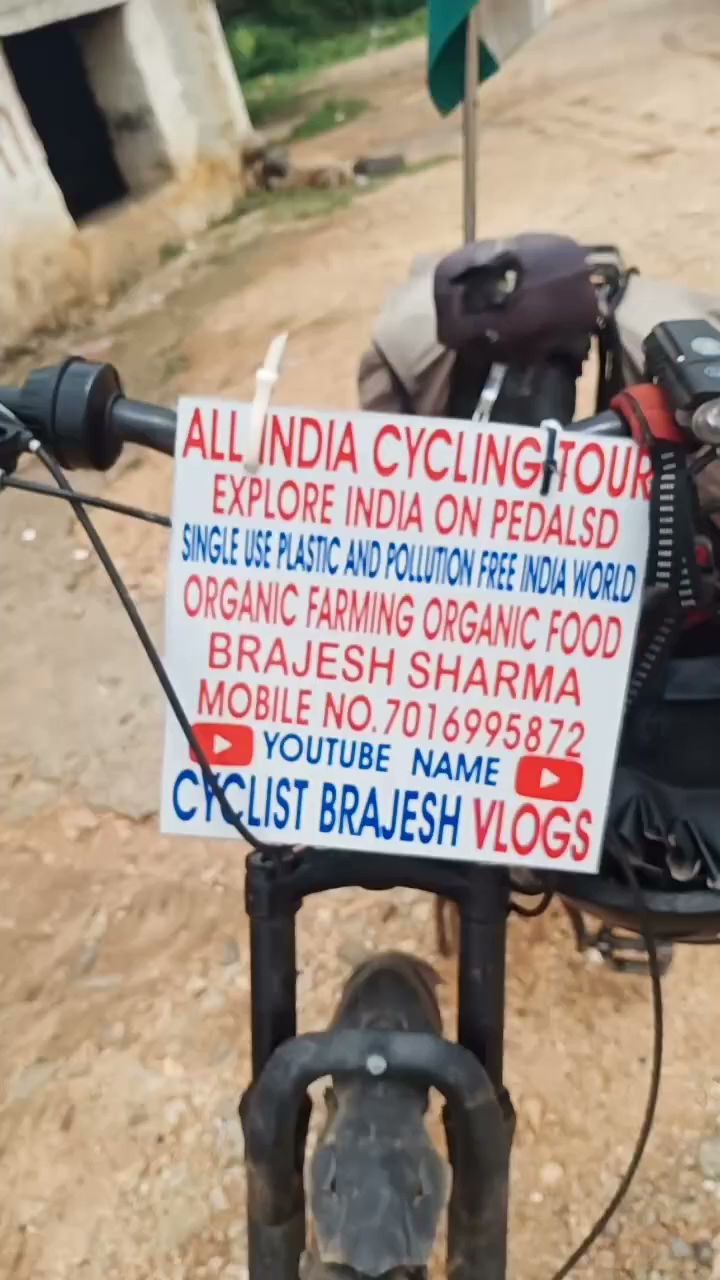 ALL INDIA CYCLING TOUR
EXPLORE INDIA ON PEDALSD
SINGLE USE PLASTIC AND POLLUTION FREE INDIA WORLD
ORGANIC FARMING ORGANIC FOOD
BRAJESH SHARMA
MOBILE NO.7016995872
YOUTUBE NAME
CYCLIST BRAJESH VLOGS